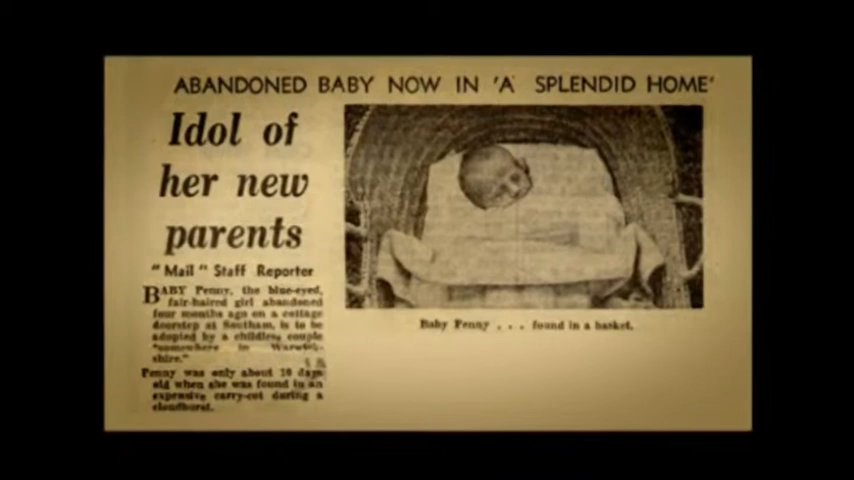 ABANDONED BABY NOW IN 'A SPLENDID HOME'
Idol of
her new
parents
"Mail" Staff Reporter
BABY Penny, the blue-eyed,
fair-haired girl abandoned
four months ago on a cottage
doorstep at Southam, is to be
adopted by a childless couple
"somewhere in Warwick-
shire."
Penny was only about 10 days
old when she was found in an
expensive carry-cot during a
cloudburst.
Baby Penny . . . found in a basket.